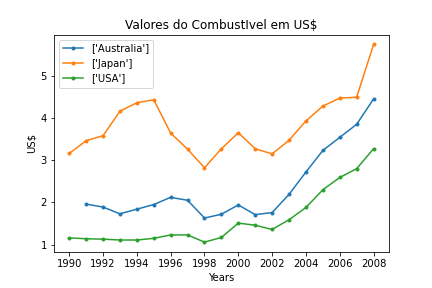 Valores do CombustIvel em US$
['Australia']
['Japan']
['USA']
US$
5
4
3
2
1
1990 1992 1994 1996 1998 2000 2002 2004 2006 2008
Years